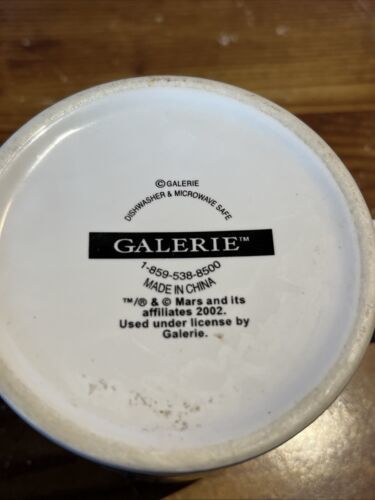 ©GALERIE
DISHWASHER & MICROWAVE SAFE
GALERIE™
1-859-538-8500
MADE IN CHINA
™/® & © Mars and its
affiliates 2002.
Used under license by
Galerie.